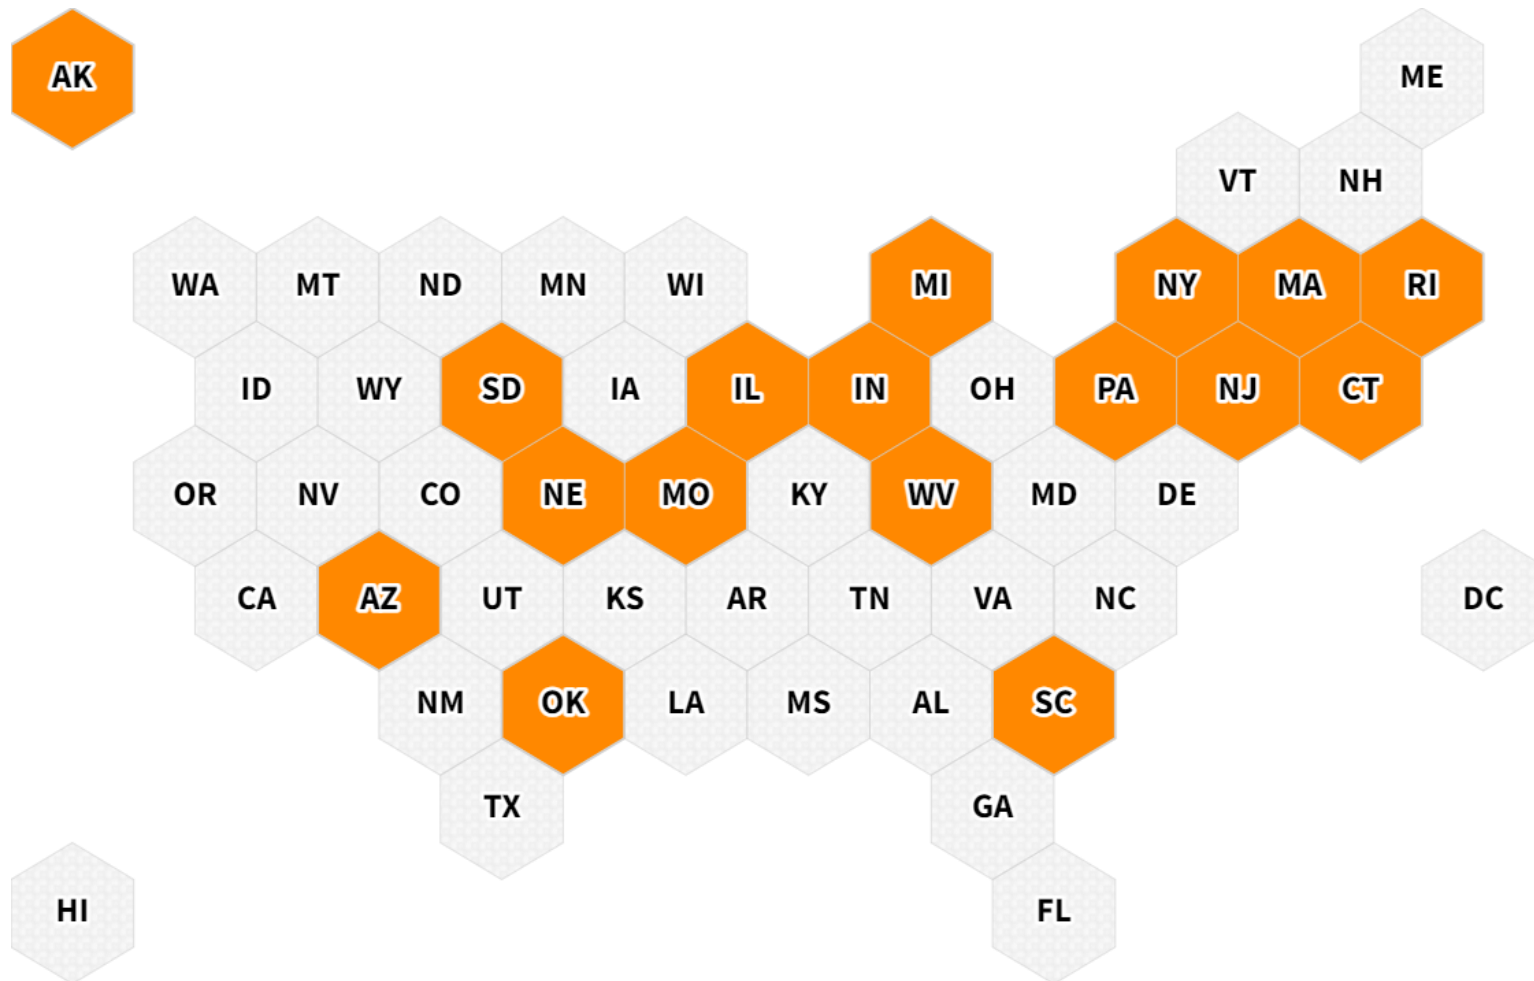 AK ME
VT NH
WA MT ND MN WI MI NY MA RI
ID WY SD IA IL IN OH PA NJ CT
OR NV CO NE MO KY WV MD DE
CA AZ UT KS AR TN VA NC DC
NM OK LA MS AL SC
TX GA
HI FL